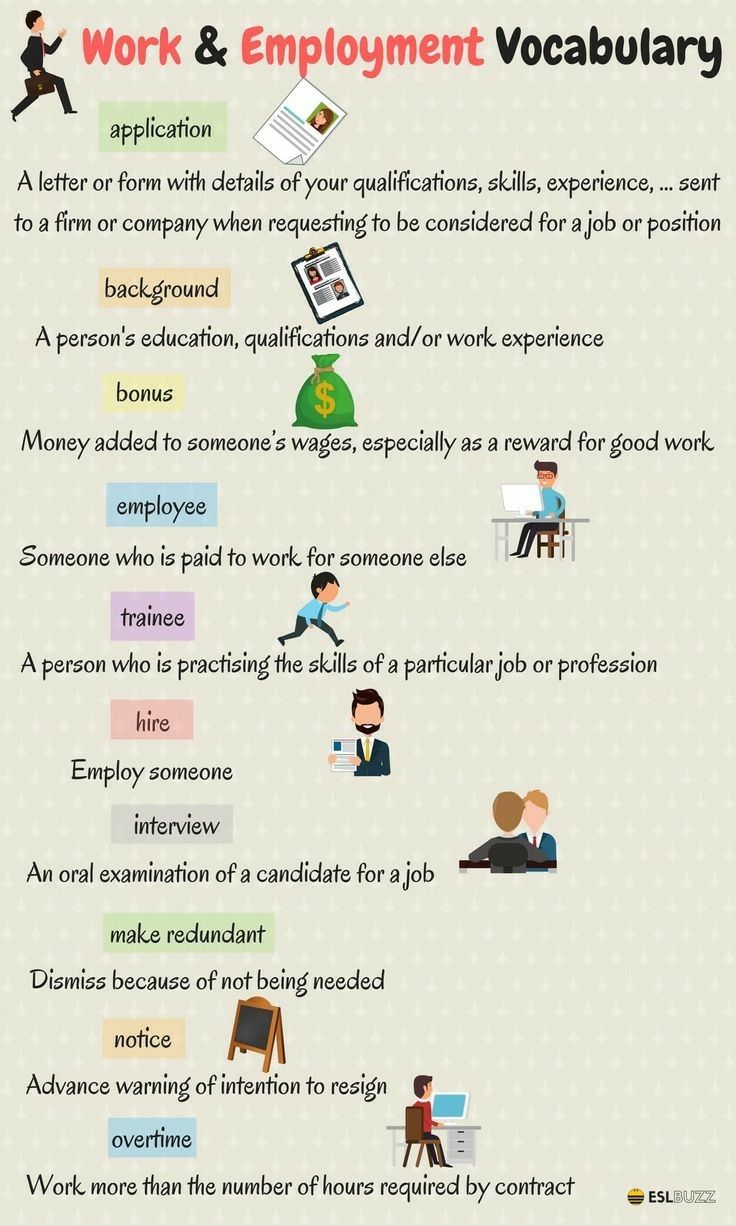 Work & Employment Vocabulary
application
A letter or form with details of your qualifications, skills, experience, ... sent
to a firm or company when requesting to be considered for a job or position
background
A person's education, qualifications and/or work experience
bonus
$
Money added to someone’s wages, especially as a reward for good work
employee
Someone who is paid to work for someone else
trainee
A person who is practising the skills of a particular job or profession
hire
Employ someone
interview
An oral examination of a candidate for a job
make redundant
Dismiss because of not being needed
notice
Advance warning of intention to resign
overtime
Work more than the number of hours required by contract
ESLBUZZ